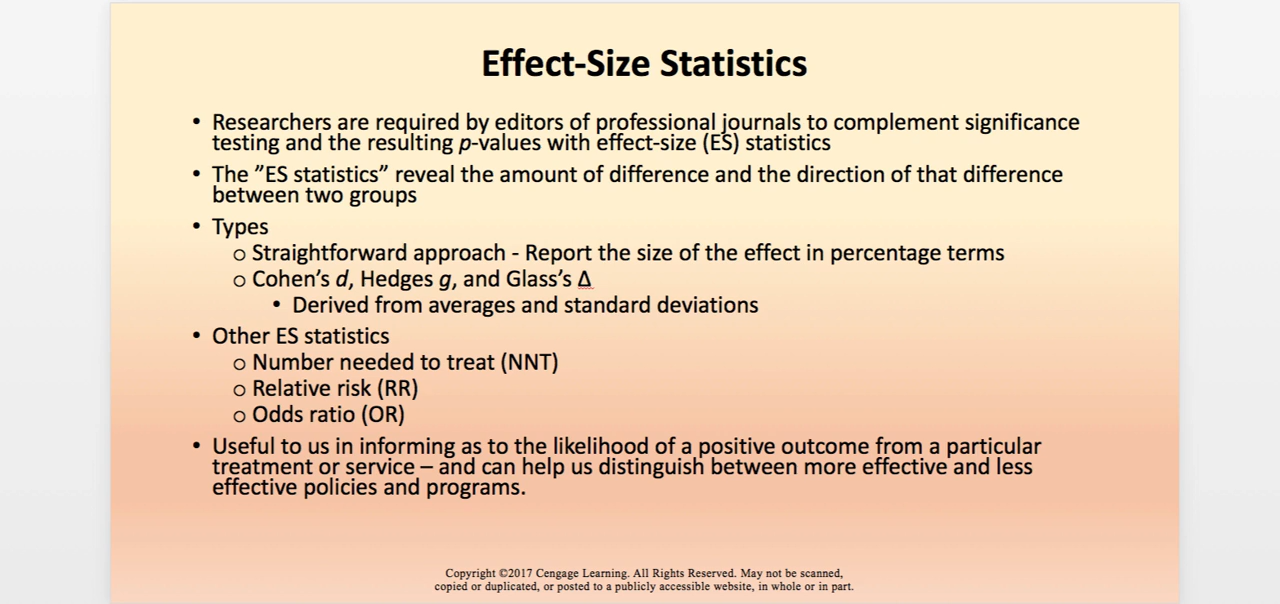 Effect-Size Statistics
• Researchers are required by editors of professional journals to complement significance
testing and the resulting p-values with effect-size (ES) statistics
• The ”ES statistics” reveal the amount of difference and the direction of that difference
between two groups
• Types
o Straightforward approach - Report the size of the effect in percentage terms
o Cohen’s d, Hedges g, and Glass’s Δ
• Derived from averages and standard deviations
• Other ES statistics
o Number needed to treat (NNT)
o Relative risk (RR)
o Odds ratio (OR)
• Useful to us in informing as to the likelihood of a positive outcome from a particular
treatment or service – and can help us distinguish between more effective and less
effective policies and programs.
Copyright ©2017 Cengage Learning. All Rights Reserved. May not be scanned,
copied or duplicated, or posted to a publicly accessible website, in whole or in part.